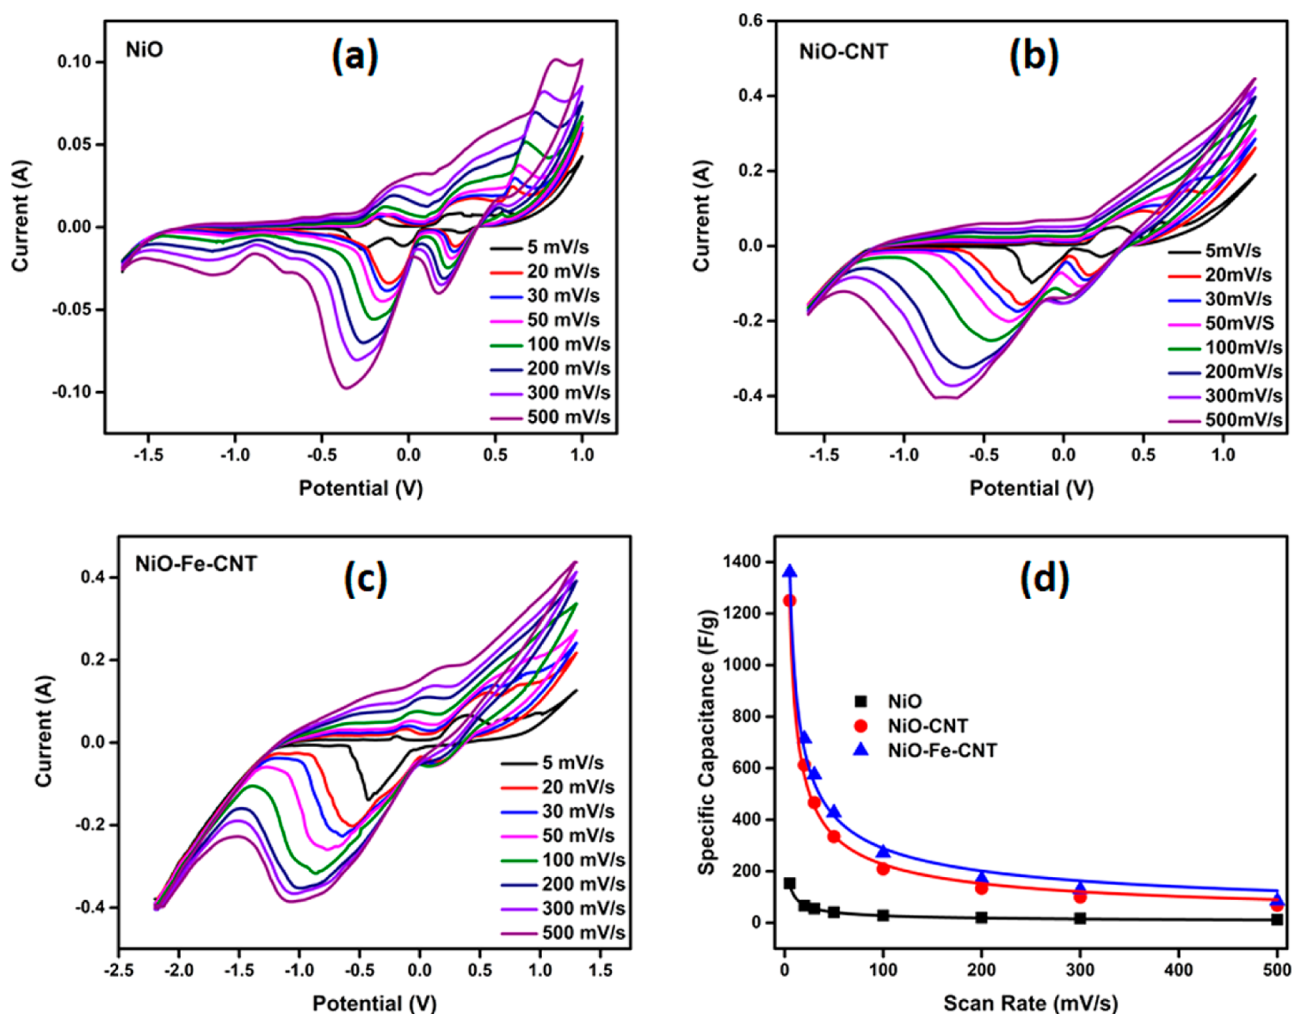 NiO
(a)
Current (A)
0.10
0.05
0.00
-0.05
-0.10
5 mV/s
20 mV/s
30 mV/s
50 mV/s
100 mV/s
200 mV/s
300 mV/s
500 mV/s
-1.5 -1.0 -0.5 0.0 0.5 1.0
Potential (V)
NiO-CNT
(b)
Current (A)
0.6
0.4
0.2
0.0
-0.2
-0.4
5mV/s
20mV/s
30mV/s
50mV/S
100mV/s
200mV/s
300mV/s
500mV/s
-1.5 -1.0 -0.5 0.0 0.5 1.0
Potential (V)
NiO-Fe-CNT
(c)
Current (A)
0.4
0.2
0.0
-0.2
-0.4
5 mV/s
20 mV/s
30 mV/s
50 mV/s
100 mV/s
200 mV/s
300 mV/s
500 mV/s
-2.5 -2.0 -1.5 -1.0 -0.5 0.0 0.5 1.0 1.5
Potential (V)
(d)
Specific Capacitance (F/g)
1400
1200
1000
800
600
400
200
0
NiO
NiO-CNT
NiO-Fe-CNT
0 100 200 300 400 500
Scan Rate (mV/s)